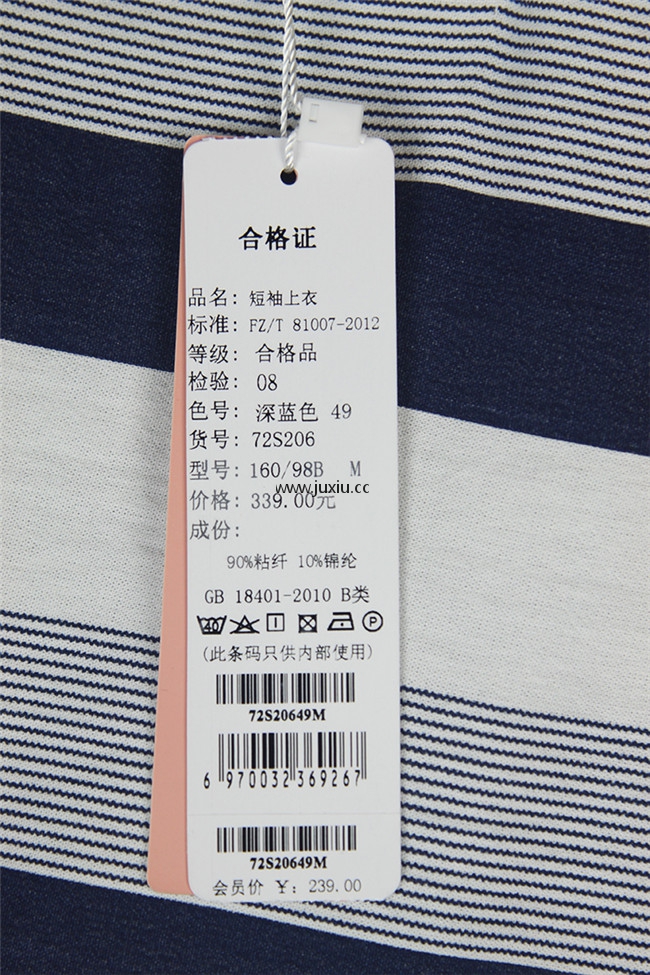 合格证
品名: 短袖上衣
标准: FZ/T 81007-2012
等级: 合格品
检验: 08
色号: 深蓝色 49
货号: 72S206
型号: 160/98B M
www.juxiu.cc
价格: 339.00元
成份:
90%粘纤 10%锦纶
GB 18401-2010 B类
40 P
(此条码只供内部使用)
72S20649M
6 970032 369267
72S20649M
会员价 ¥: 239.00